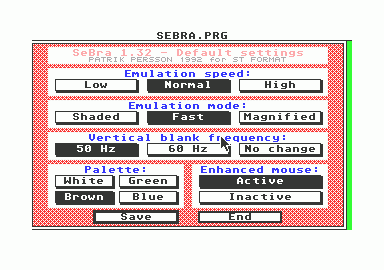 SEBRA.PRG
SeBra 1.32 - Default settings
PATRIK PERSSON 1992 for ST FORMAT
Emulation speed:
Low Normal High
Emulation mode:
Shaded Fast Magnified
Vertical blank frequency:
50 Hz 60 Hz No change
Palette: Enhanced mouse:
White Green Active
Brown Blue Inactive
Save End